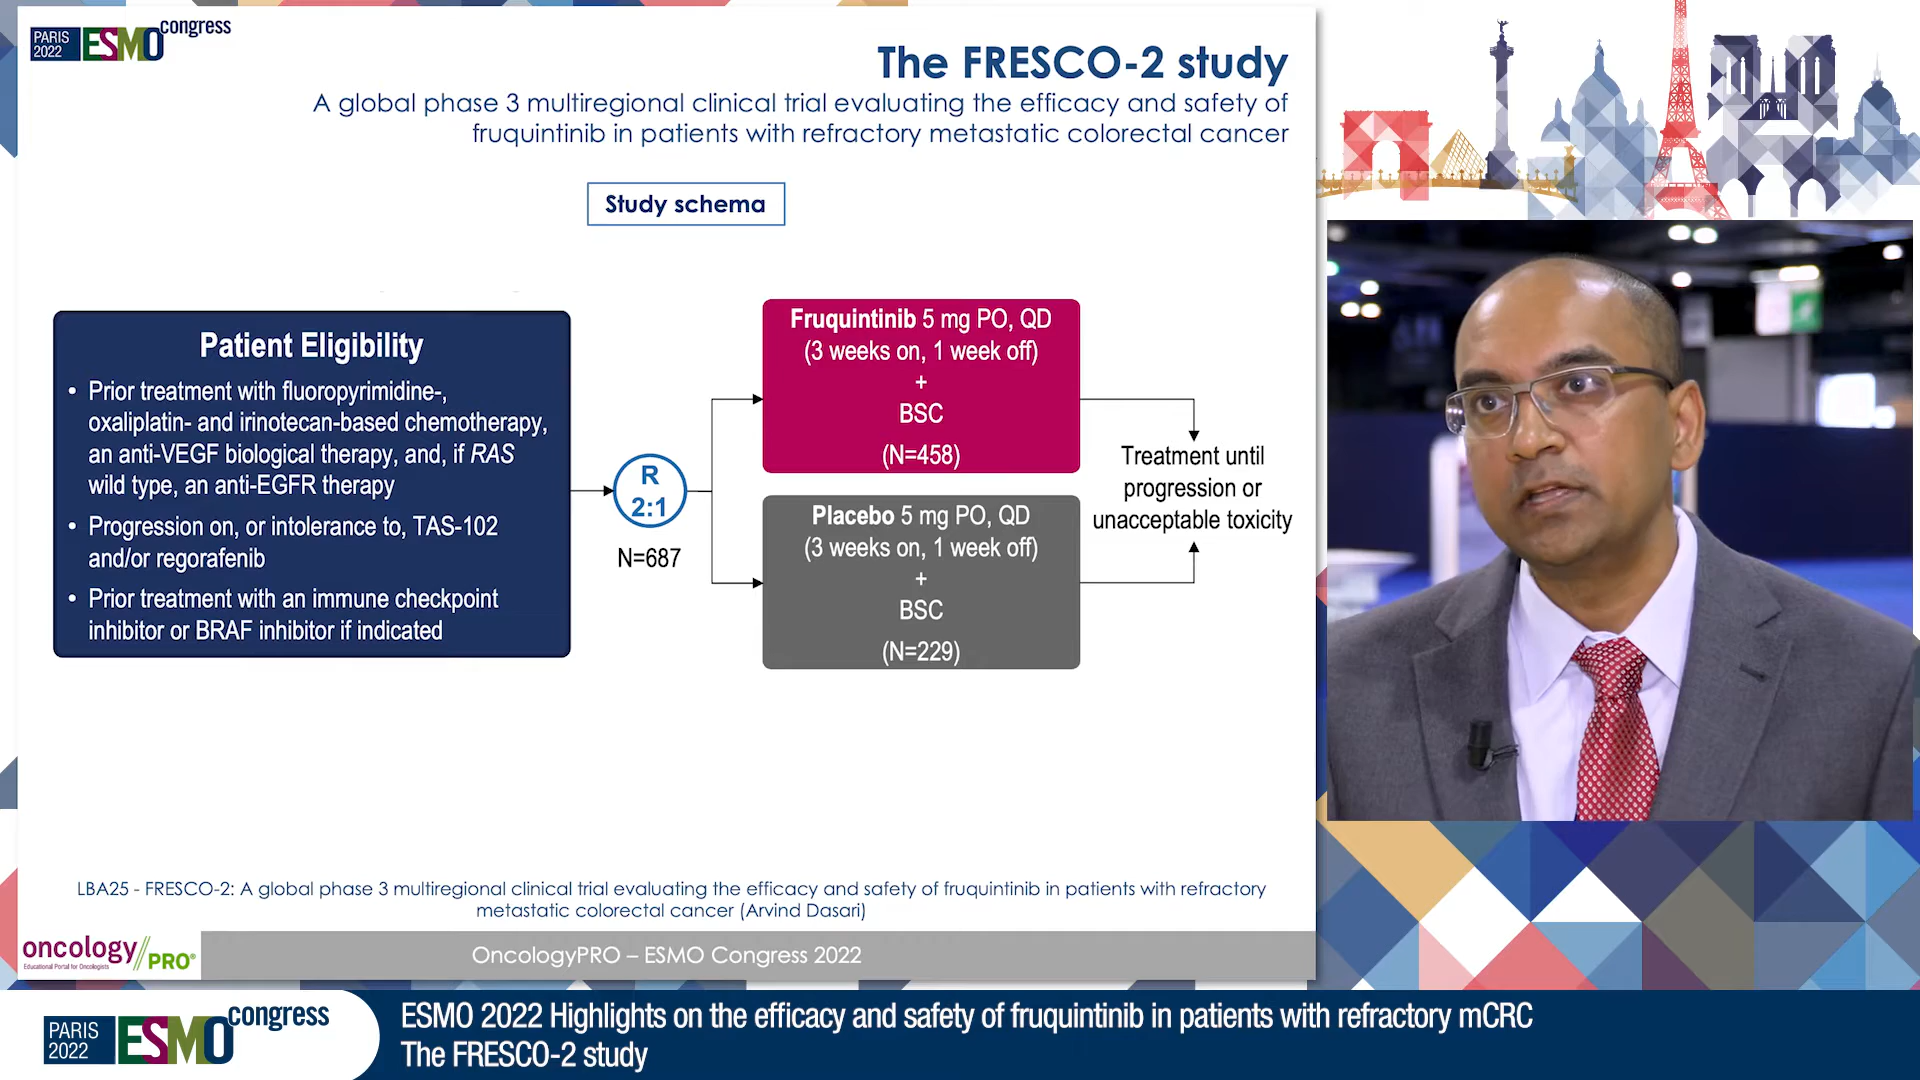 PARIS
2022
ESMO
congress
The FRESCO-2 study
A global phase 3 multiregional clinical trial evaluating the efficacy and safety of
fruquintinib in patients with refractory metastatic colorectal cancer
Study schema
Patient Eligibility
• Prior treatment with fluoropyrimidine-,
oxaliplatin- and irinotecan-based chemotherapy,
an anti-VEGF biological therapy, and, if RAS
wild type, an anti-EGFR therapy
• Progression on, or intolerance to, TAS-102
and/or regorafenib
• Prior treatment with an immune checkpoint
inhibitor or BRAF inhibitor if indicated
R
2:1
N=687
Fruquintinib 5 mg PO, QD
(3 weeks on, 1 week off)
+
BSC
(N=458)
Placebo 5 mg PO, QD
(3 weeks on, 1 week off)
+
BSC
(N=229)
Treatment until
progression or
unacceptable toxicity
LBA25 - FRESCO-2: A global phase 3 multiregional clinical trial evaluating the efficacy and safety of fruquintinib in patients with refractory
metastatic colorectal cancer (Arvind Dasari)
oncology//PRO®
Educational Portal for Oncologists
OncologyPRO – ESMO Congress 2022
PARIS
2022
ESMO
congress
ESMO 2022 Highlights on the efficacy and safety of fruquintinib in patients with refractory mCRC
The FRESCO-2 study